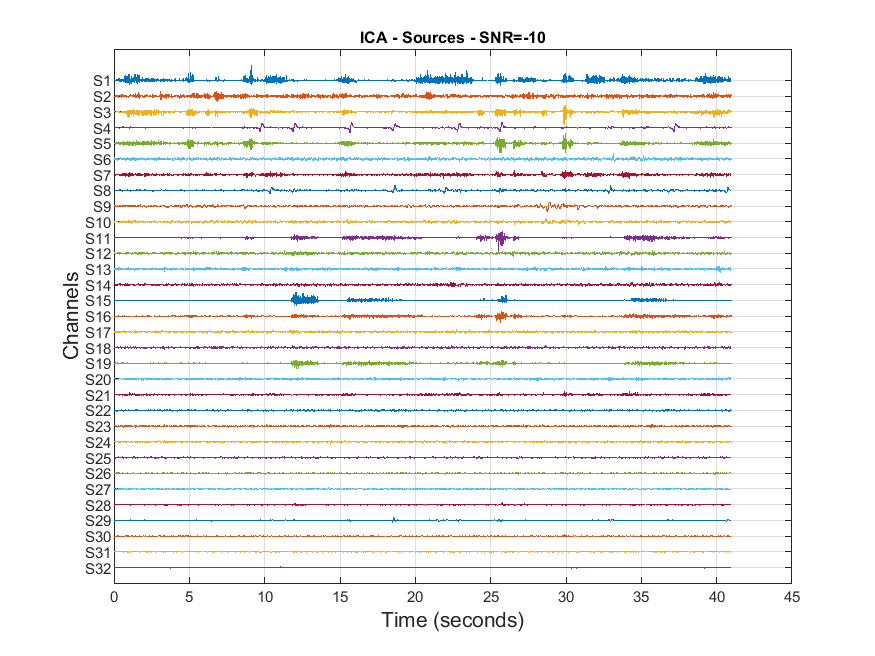 ICA - Sources - SNR=-10
S1
S2
S3
S4
S5
S6
S7
S8
S9
S10
S11
S12
S13
S14
S15
S16
S17
S18
S19
S20
S21
S22
S23
S24
S25
S26
S27
S28
S29
S30
S31
S32
Channels
0 5 10 15 20 25 30 35 40 45
Time (seconds)